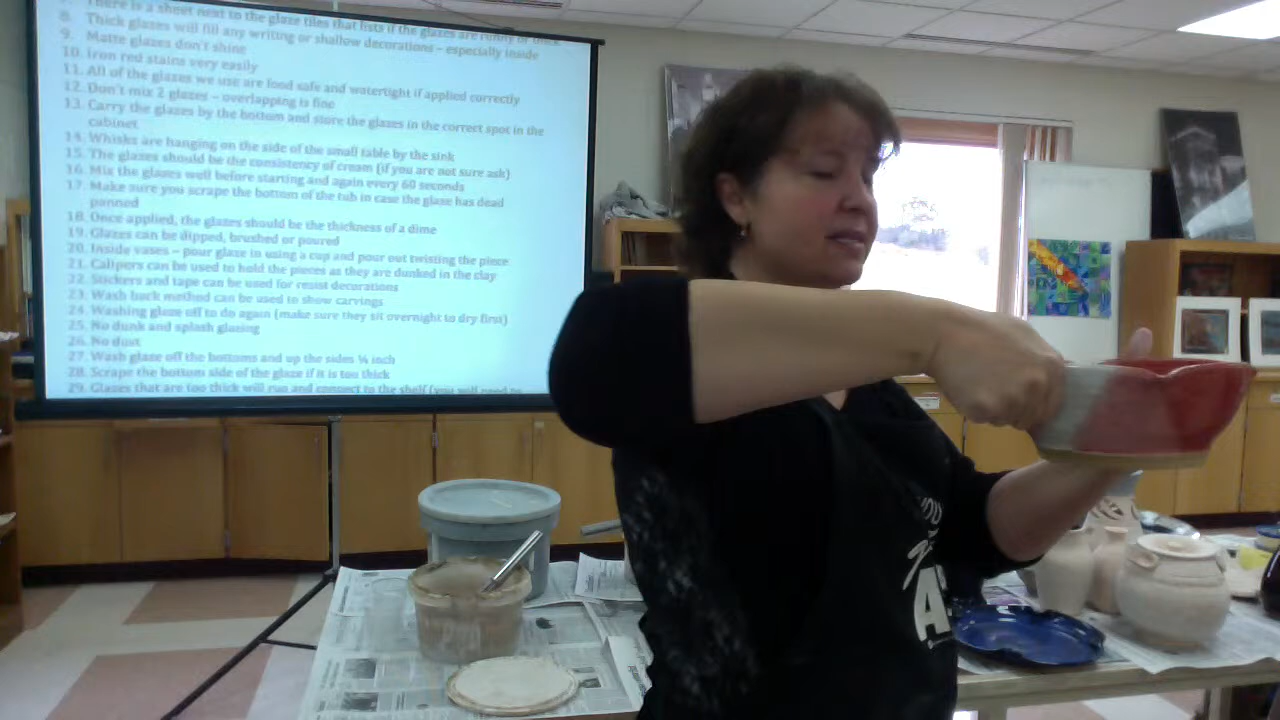 There is a sheet next to the glaze tiles that lists if the glazes are runny or thick
8. Thick glazes will fill any writing or shallow decorations – especially inside
9. Matte glazes don't shine
10. Iron red stains very easily
11. All of the glazes we use are food safe and watertight if applied correctly
12. Don't mix 2 glazes – overlapping is fine
13. Carry the glazes by the bottom and store the glazes in the correct spot in the
cabinet
14. Whisks are hanging on the side of the small table by the sink
15. The glazes should be the consistency of cream (if you are not sure ask)
16. Mix the glazes well before starting and again every 60 seconds
17. Make sure you scrape the bottom of the tub in case the glaze has dead
panned
18. Once applied, the glazes should be the thickness of a dime
19. Glazes can be dipped, brushed or poured
20. Inside vases – pour glaze in using a cup and pour out twisting the piece
21. Calipers can be used to hold the pieces as they are dunked in the clay
22. Stickers and tape can be used for resist decorations
23. Wash back method can be used to show carvings
24. Washing glaze off to do again (make sure they sit overnight to dry first)
25. No dunk and splash glazing
26. No dust
27. Wash glaze off the bottoms and up the sides ¼ inch
28. Scrape the bottom side of the glaze if it is too thick
29. Glazes that are too thick will run and connect to the shelf (you will need to
A